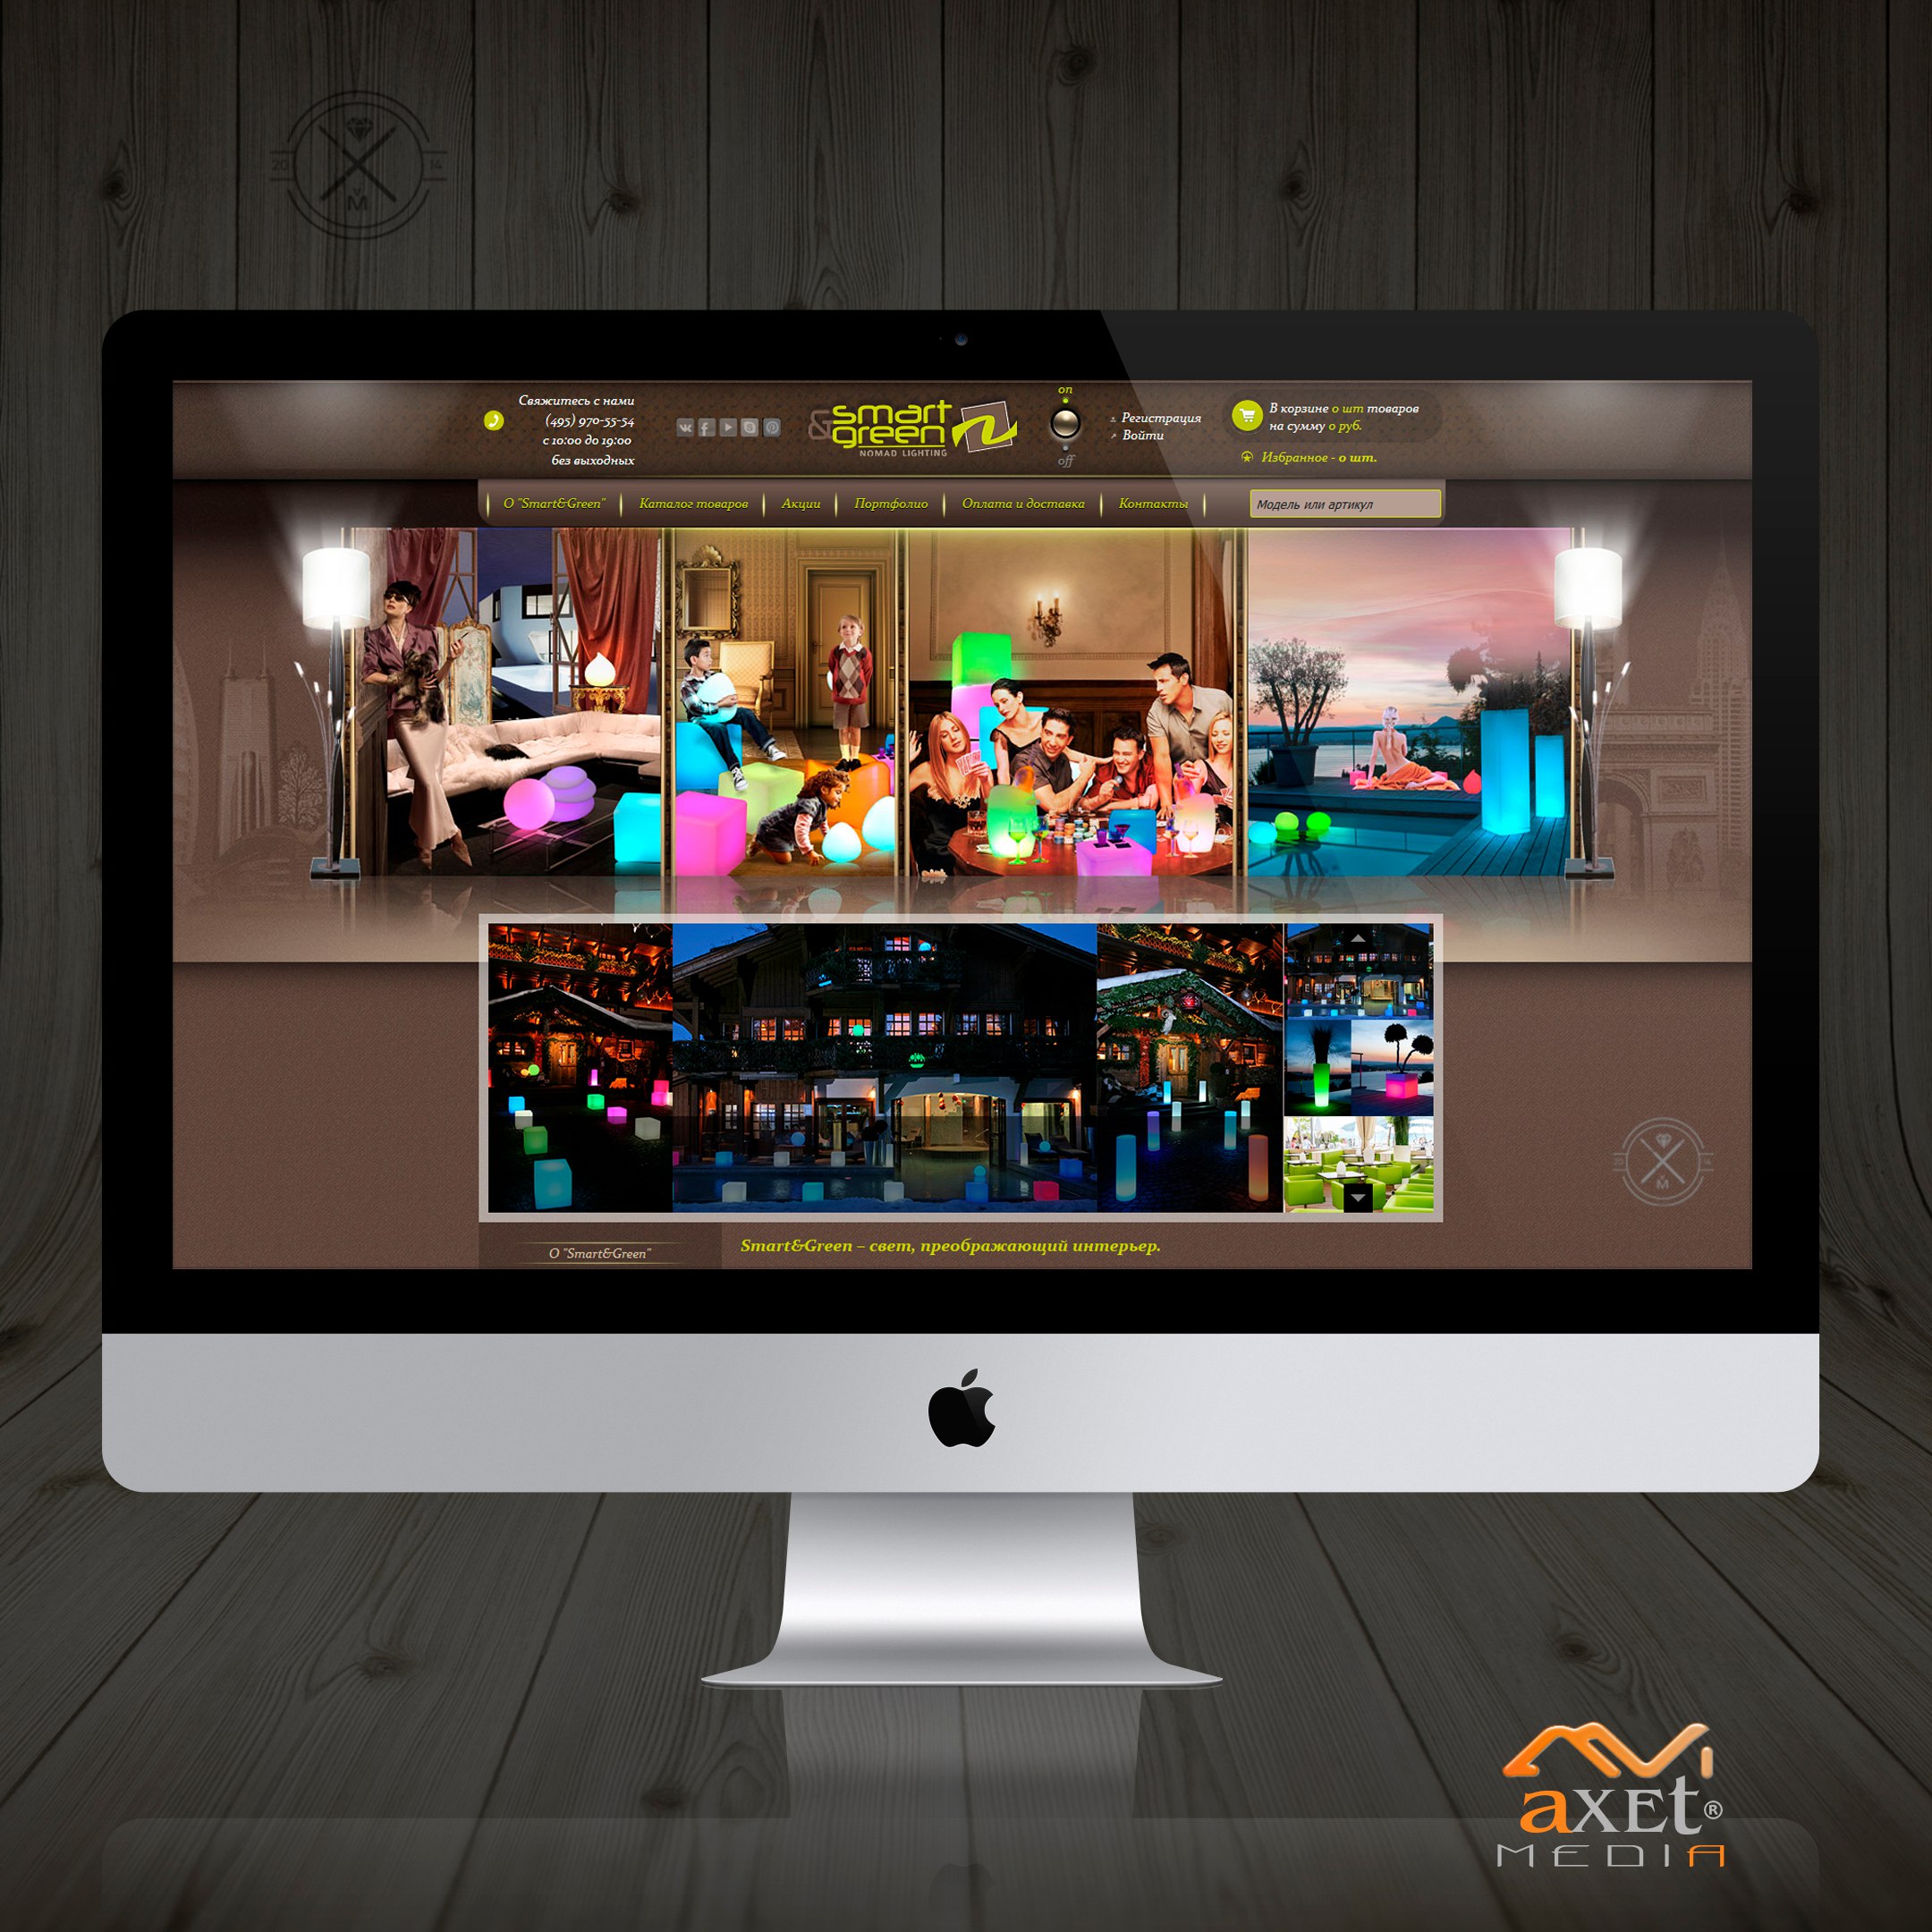 20 14
V
M
Свяжитесь с нами
(495) 970-55-54
с 10:00 до 19:00
без выходных
&smart
green
NOMAD LIGHTING
on
off
Регистрация
Войти
В корзине 0 шт товаров
на сумму 0 руб.
Избранное - 0 шт.
О "Smart&Green"
Каталог товаров
Акции
Портфолио
Оплата и доставка
Контакты
Модель или артикул
О "Smart&Green"
Smart&Green – свет, преображающий интерьер.
axet®
MEDIA